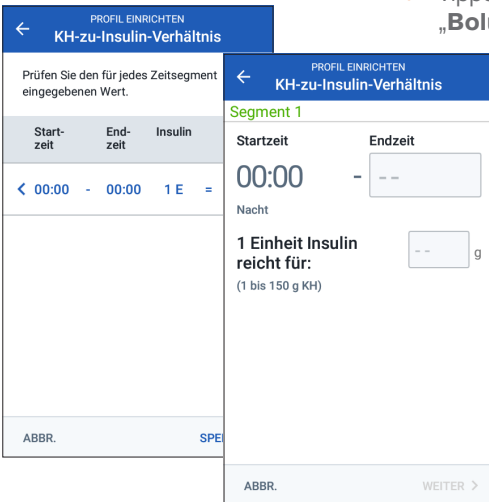 PROFIL EINRICHTEN
KH-zu-Insulin-Verhältnis
Prüfen Sie den für jedes Zeitsegment
eingegebenen Wert.
Start-
zeit
End-
zeit
Insulin
< 00:00 - 00:00 1 E =
ABBR.
„Bolu
PROFIL EINRICHTEN
KH-zu-Insulin-Verhältnis
Segment 1
Startzeit Endzeit
00:00 - - -
Nacht
1 Einheit Insulin
reicht für:
- - g
(1 bis 150 g KH)
ABBR. WEITER >